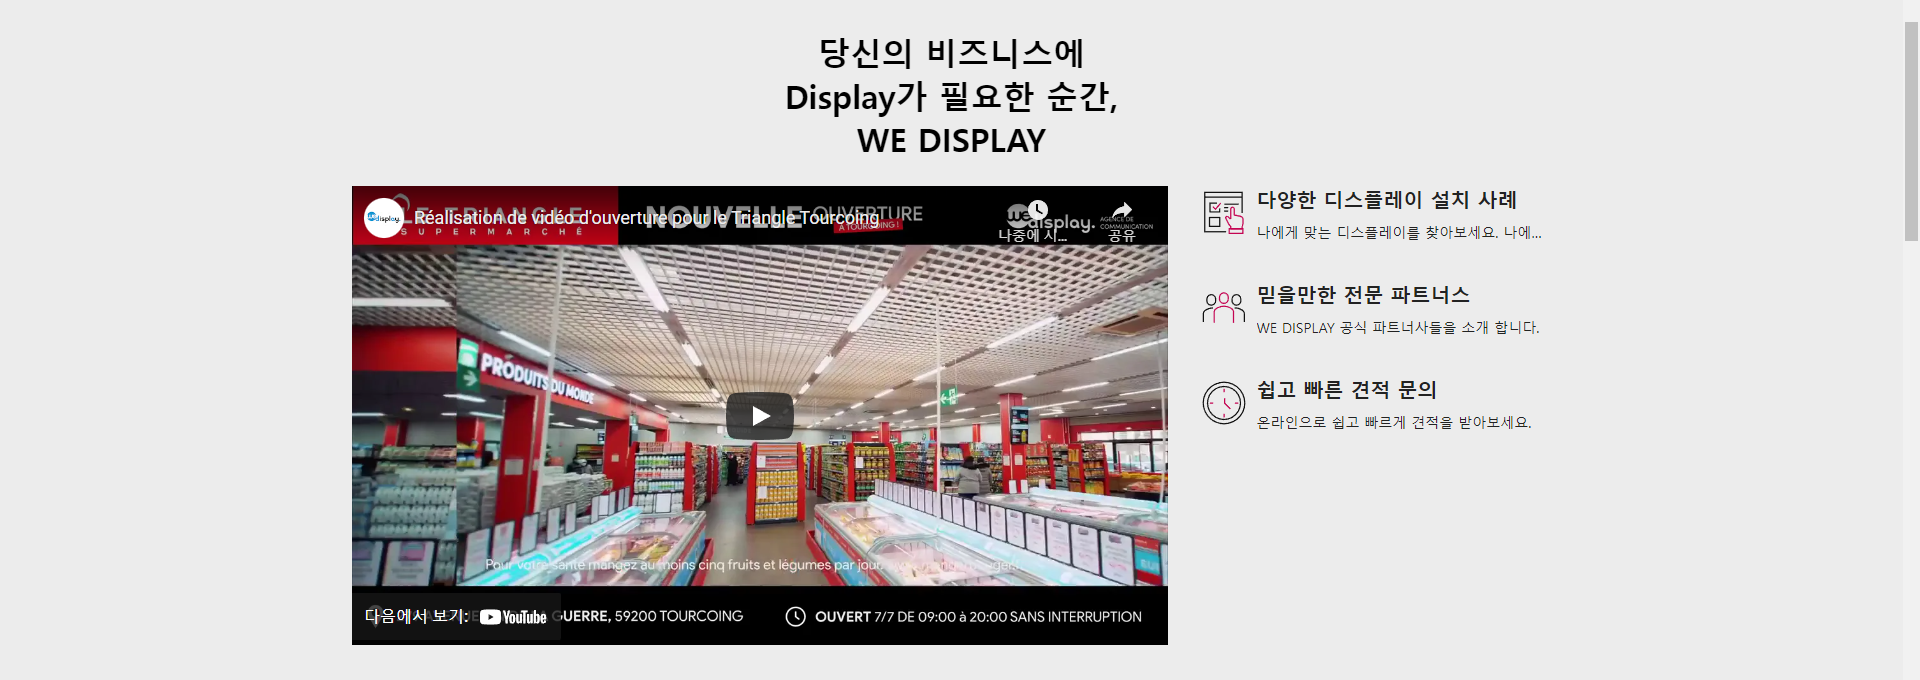 당신의 비즈니스에
Display가 필요한 순간,
WE DISPLAY
LE TRIANGLE
SUPERMARCHÉ
Réalisation de vidéo d'ouverture pour le Triangle Tourcoing
NOUVELLE OUVERTURE
À TOURCOING !
we display.
AGENCE DE
COMMUNICATION
나중에 시...
공유
PRODUITS DU MONDE
Pour votre santé mangez au moins cinq fruits et légumes par jour
다음에서 보기: YouTube
GUERRE, 59200 TOURCOING
OUVERT 7/7 DE 09:00 à 20:00 SANS INTERRUPTION
다양한 디스플레이 설치 사례
나에게 맞는 디스플레이를 찾아보세요. 나에...
믿을만한 전문 파트너스
WE DISPLAY 공식 파트너사들을 소개 합니다.
쉽고 빠른 견적 문의
온라인으로 쉽고 빠르게 견적을 받아보세요.